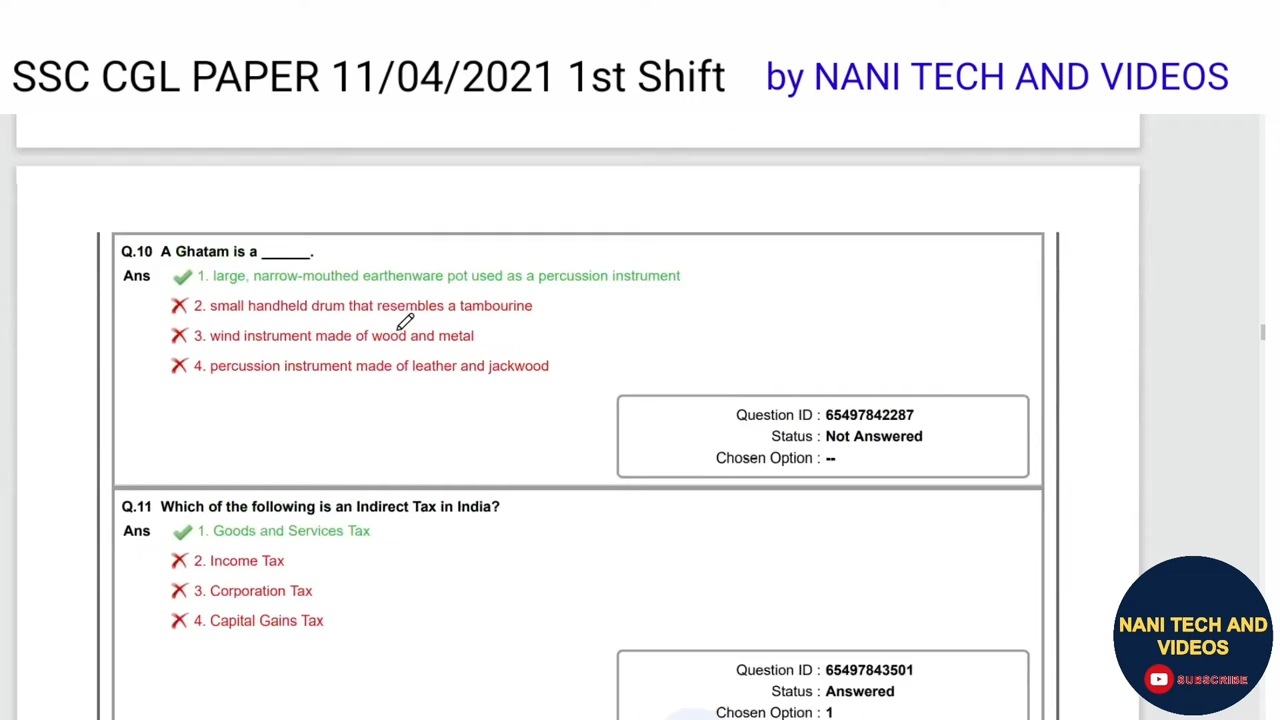 SSC CGL PAPER 11/04/2021 1st Shift by NANI TECH AND VIDEOS
Q.10 A Ghatam is a ______.
Ans 1. large, narrow-mouthed earthenware pot used as a percussion instrument
2. small handheld drum that resembles a tambourine
3. wind instrument made of wood and metal
4. percussion instrument made of leather and jackwood
Question ID : 65497842287
Status : Not Answered
Chosen Option : --
Q.11 Which of the following is an Indirect Tax in India?
Ans 1. Goods and Services Tax
2. Income Tax
3. Corporation Tax
4. Capital Gains Tax
Question ID : 65497843501
Status : Answered
Chosen Option : 1
NANI TECH AND
VIDEOS
SUBSCRIBE